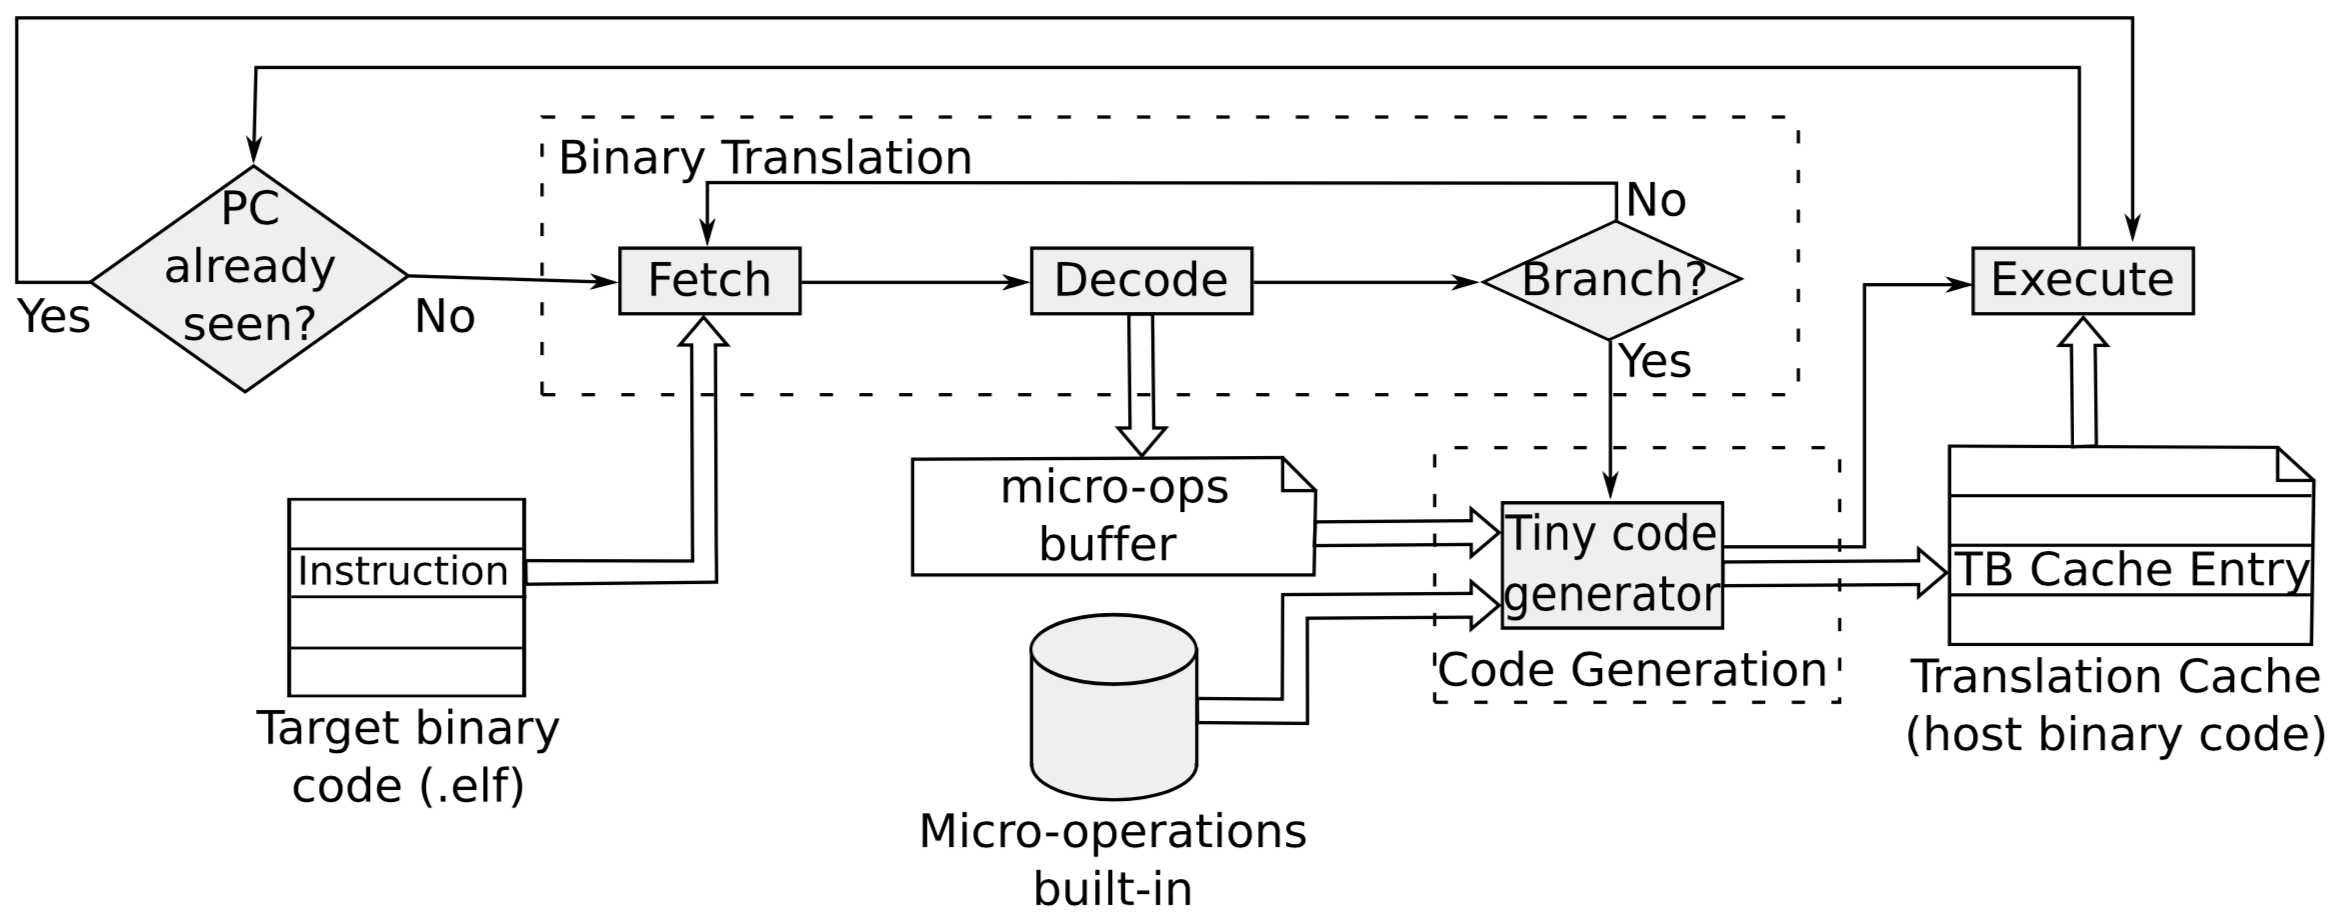 Binary Translation
No
PC
already
seen?
Yes
No
Fetch
Decode
Branch?
Execute
Yes
micro-ops
buffer
Instruction
Tiny code
generator
TB Cache Entry
Code Generation
Translation Cache
(host binary code)
Target binary
code (.elf)
Micro-operations
built-in